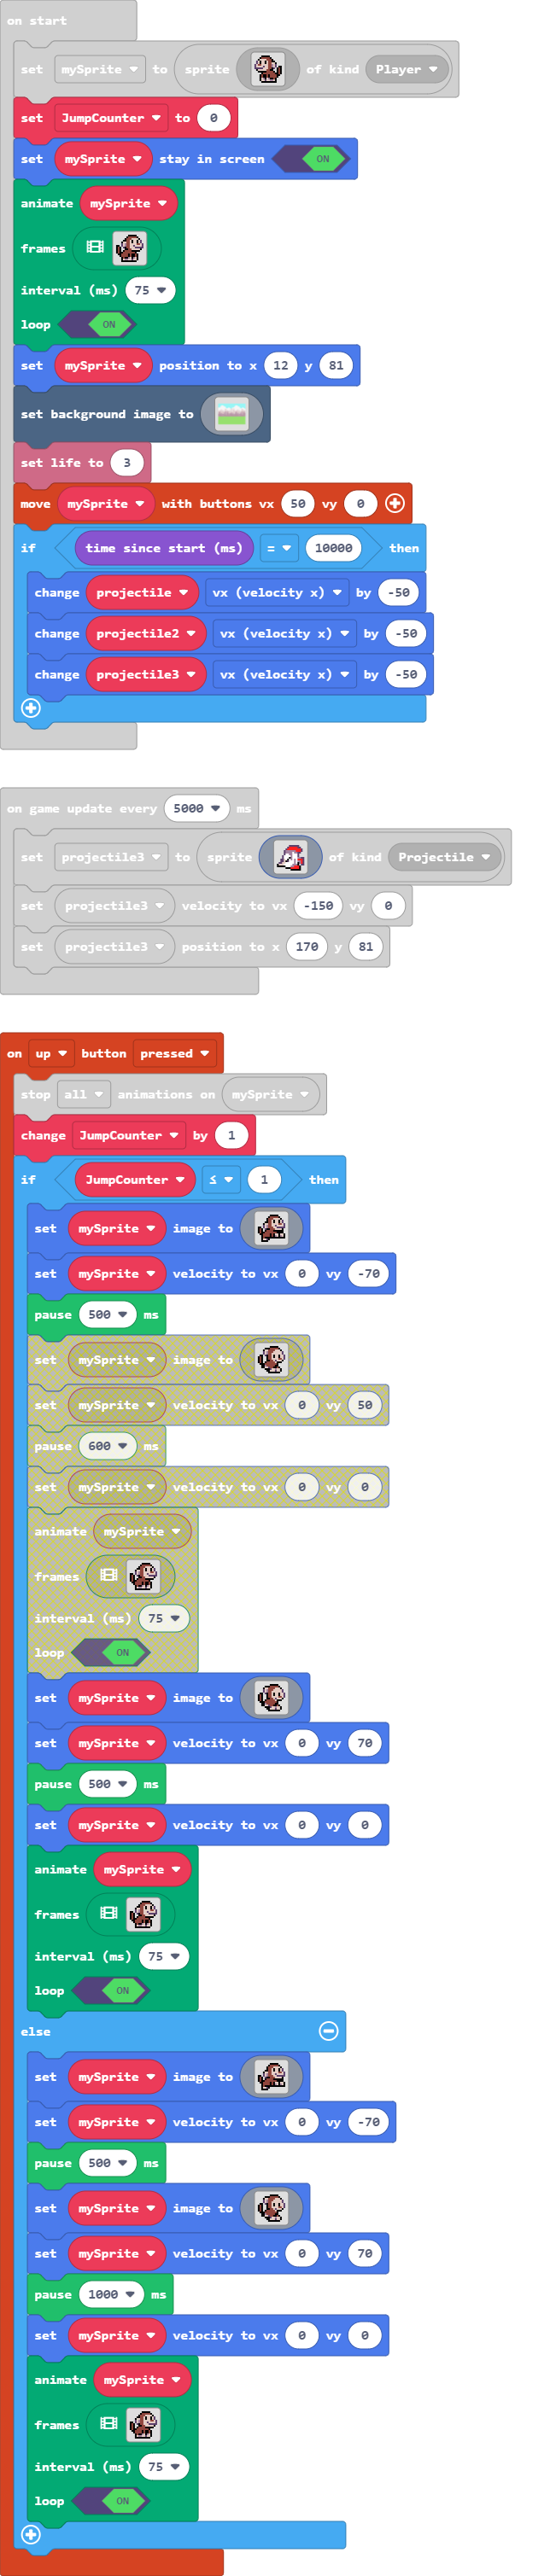 on start
set mySprite to sprite of kind Player
set JumpCounter to 0
set mySprite stay in screen ON
animate mySprite
frames
interval (ms) 75
loop ON
set mySprite position to x 12 y 81
set background image to
set life to 3
move mySprite with buttons vx 50 vy 0
if time since start (ms) = 10000 then
change projectile vx (velocity x) by -50
change projectile2 vx (velocity x) by -50
change projectile3 vx (velocity x) by -50
on game update every 5000 ms
set projectile3 to sprite of kind Projectile
set projectile3 velocity to vx -150 vy 0
set projectile3 position to x 170 y 81
on up button pressed
stop all animations on mySprite
change JumpCounter by 1
if JumpCounter ≤ 1 then
set mySprite image to
set mySprite velocity to vx 0 vy -70
pause 500 ms
set mySprite image to
set mySprite velocity to vx 0 vy 50
pause 600 ms
set mySprite velocity to vx 0 vy 0
animate mySprite
frames
interval (ms) 75
loop ON
set mySprite image to
set mySprite velocity to vx 0 vy 70
pause 500 ms
set mySprite velocity to vx 0 vy 0
animate mySprite
frames
interval (ms) 75
loop ON
else
set mySprite image to
set mySprite velocity to vx 0 vy -70
pause 500 ms
set mySprite image to
set mySprite velocity to vx 0 vy 70
pause 1000 ms
set mySprite velocity to vx 0 vy 0
animate mySprite
frames
interval (ms) 75
loop ON